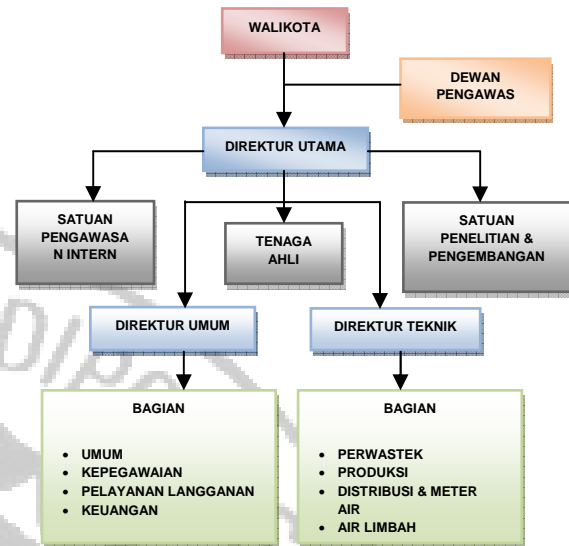 WALIKOTA
DEWAN
PENGAWAS
DIREKTUR UTAMA
SATUAN
PENGAWASA
N INTERN
TENAGA
AHLI
SATUAN
PENELITIAN &
PENGEMBANGAN
DIREKTUR UMUM
DIREKTUR TEKNIK
BAGIAN
• UMUM
• KEPEGAWAIAN
• PELAYANAN LANGGANAN
• KEUANGAN
BAGIAN
• PERWASTEK
• PRODUKSI
• DISTRIBUSI & METER
AIR
• AIR LIMBAH